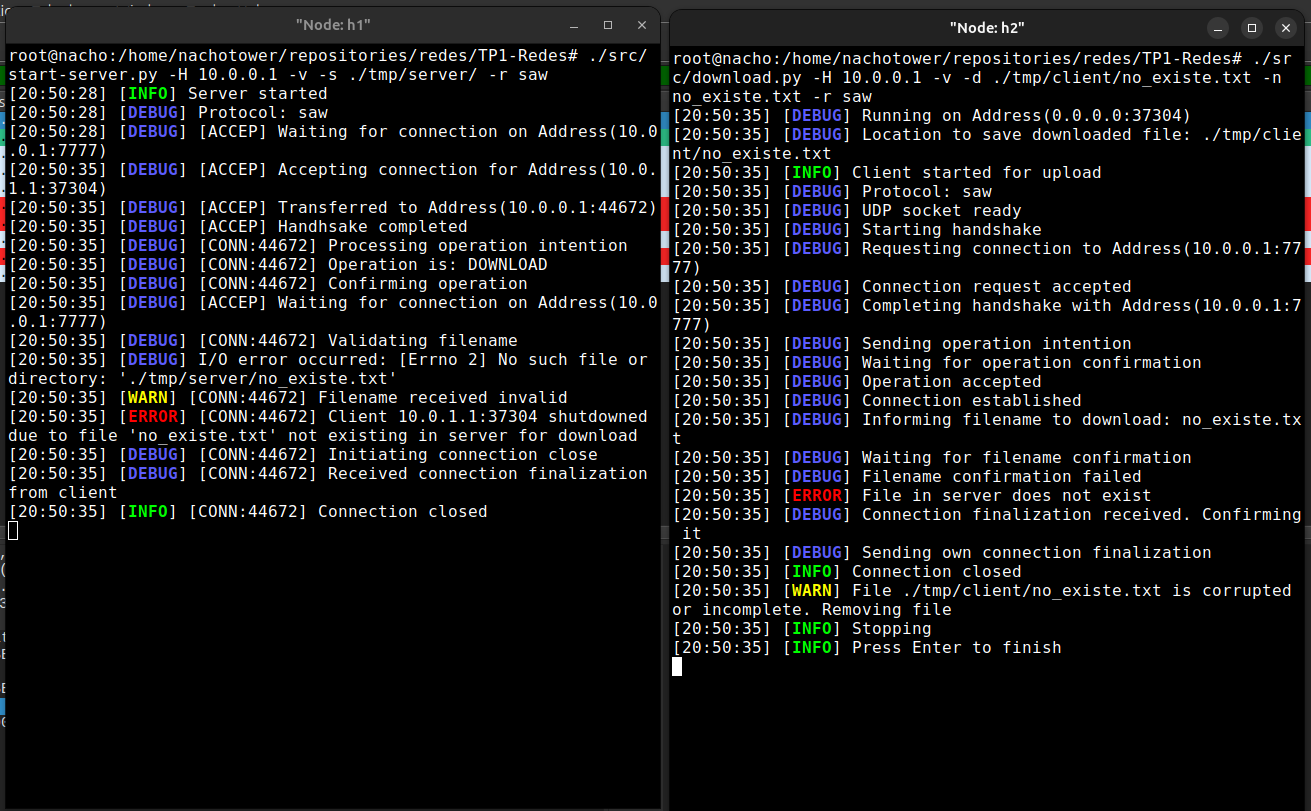 "Node: h1"
root@nacho:/home/nachotower/repositories/redes/TP1-Redes# ./src/
start-server.py -H 10.0.0.1 -v -s ./tmp/server/ -r saw
[20:50:28] [INFO] Server started
[20:50:28] [DEBUG] Protocol: saw
[20:50:28] [DEBUG] [ACCEP] Waiting for connection on Address(10.0
.0.1:7777)
[20:50:35] [DEBUG] [ACCEP] Accepting connection for Address(10.0.
1.1:37304)
[20:50:35] [DEBUG] [ACCEP] Transferred to Address(10.0.0.1:44672)
[20:50:35] [DEBUG] [ACCEP] Handhsake completed
[20:50:35] [DEBUG] [CONN:44672] Processing operation intention
[20:50:35] [DEBUG] [CONN:44672] Operation is: DOWNLOAD
[20:50:35] [DEBUG] [CONN:44672] Confirming operation
[20:50:35] [DEBUG] [ACCEP] Waiting for connection on Address(10.0
.0.1:7777)
[20:50:35] [DEBUG] [CONN:44672] Validating filename
[20:50:35] [DEBUG] I/O error occurred: [Errno 2] No such file or
directory: './tmp/server/no_existe.txt'
[20:50:35] [WARN] [CONN:44672] Filename received invalid
[20:50:35] [ERROR] [CONN:44672] Client 10.0.1.1:37304 shutdowned
due to file 'no_existe.txt' not existing in server for download
[20:50:35] [DEBUG] [CONN:44672] Initiating connection close
[20:50:35] [DEBUG] [CONN:44672] Received connection finalization
from client
[20:50:35] [INFO] [CONN:44672] Connection closed
"Node: h2"
root@nacho:/home/nachotower/repositories/redes/TP1-Redes# ./sr
c/download.py -H 10.0.0.1 -v -d ./tmp/client/no_existe.txt -n
no_existe.txt -r saw
[20:50:35] [DEBUG] Running on Address(0.0.0.0:37304)
[20:50:35] [DEBUG] Location to save downloaded file: ./tmp/clie
nt/no_existe.txt
[20:50:35] [INFO] Client started for upload
[20:50:35] [DEBUG] Protocol: saw
[20:50:35] [DEBUG] UDP socket ready
[20:50:35] [DEBUG] Starting handshake
[20:50:35] [DEBUG] Requesting connection to Address(10.0.0.1:77
77)
[20:50:35] [DEBUG] Connection request accepted
[20:50:35] [DEBUG] Completing handshake with Address(10.0.0.1:7
777)
[20:50:35] [DEBUG] Sending operation intention
[20:50:35] [DEBUG] Waiting for operation confirmation
[20:50:35] [DEBUG] Operation accepted
[20:50:35] [DEBUG] Connection established
[20:50:35] [DEBUG] Informing filename to download: no_existe.tx
t
[20:50:35] [DEBUG] Waiting for filename confirmation
[20:50:35] [DEBUG] Filename confirmation failed
[20:50:35] [ERROR] File in server does not exist
[20:50:35] [DEBUG] Connection finalization received. Confirming
it
[20:50:35] [DEBUG] Sending own connection finalization
[20:50:35] [INFO] Connection closed
[20:50:35] [WARN] File ./tmp/client/no_existe.txt is corrupted
or incomplete. Removing file
[20:50:35] [INFO] Stopping
[20:50:35] [INFO] Press Enter to finish